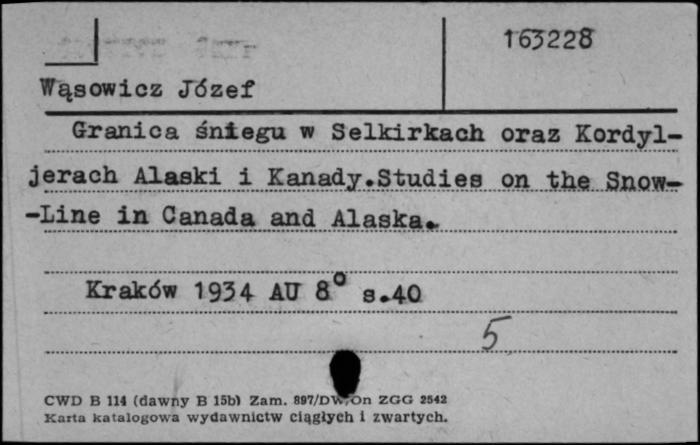 163228
Wąsowicz Józef
Granica śniegu w Selkirkach oraz Kordyl-
jerach Alaski i Kanady.Studies on the Snow-
-Line in Canada and Alaska.
Kraków 1934 AU 8° s.40
5
CWD B 114 (dawny B 15b) Zam. 897/DW/On ZGG 2542
Karta katalogowa wydawnictw ciągłych i zwartych.